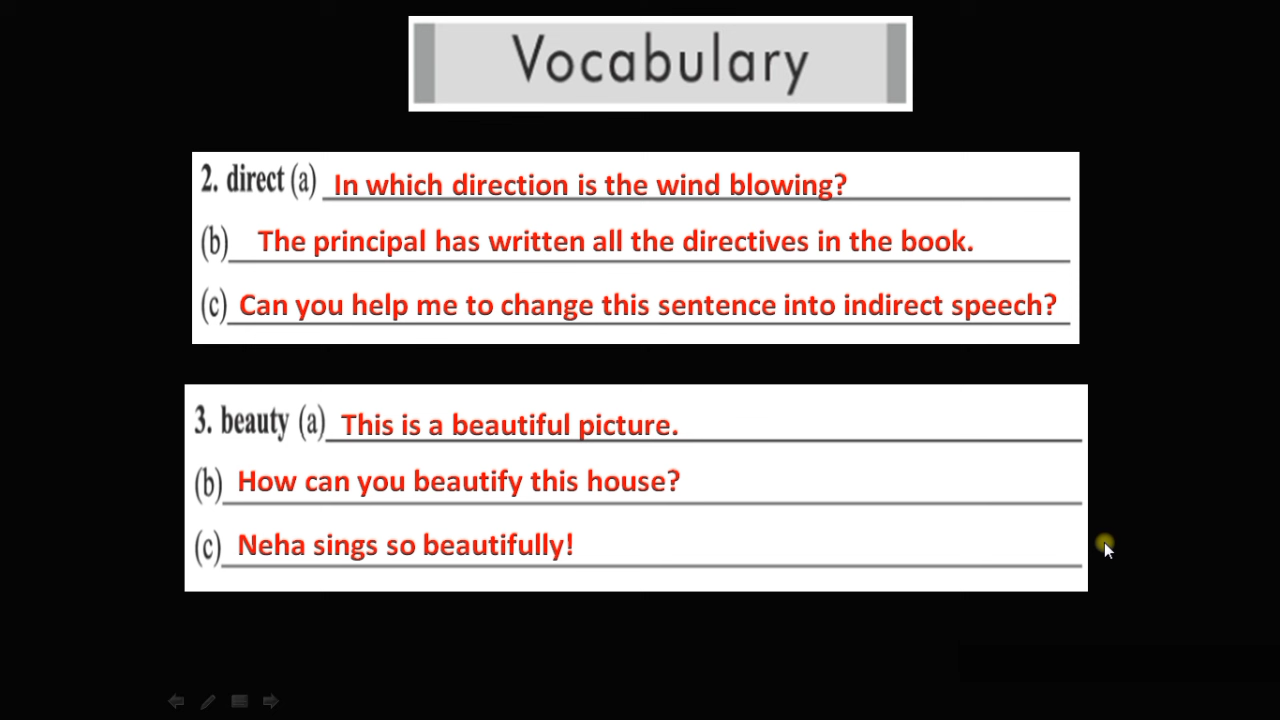 Vocabulary
2. direct (a) In which direction is the wind blowing?
(b) The principal has written all the directives in the book.
(c) Can you help me to change this sentence into indirect speech?
3. beauty (a) This is a beautiful picture.
(b) How can you beautify this house?
(c) Neha sings so beautifully!